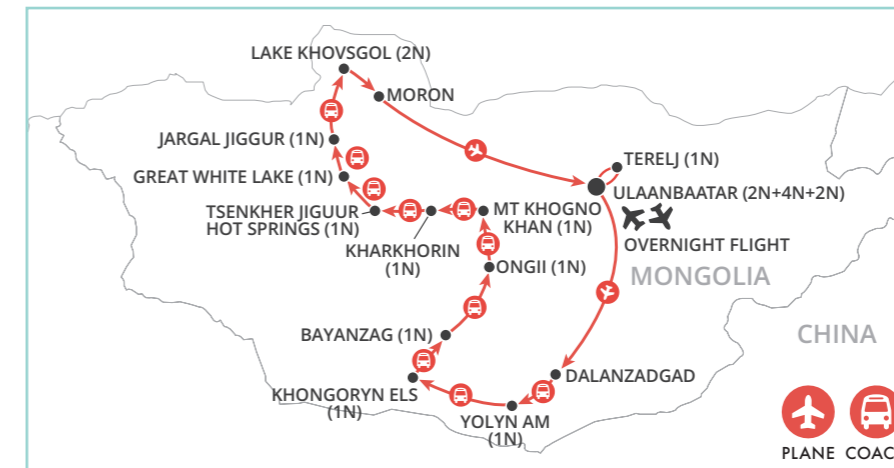 LAKE KHOVSGOL (2N)
MORON
JARGAL JIGGUR (1N)
TERELJ (1N)
GREAT WHITE LAKE (1N)
ULAANBAATAR (2N+4N+2N)
TSENKHER JIGUUR
HOT SPRINGS (1N)
MT KHOGNO
KHAN (1N)
KHARKHORIN
(1N)
OVERNIGHT FLIGHT
ONGII (1N)
MONGOLIA
BAYANZAG (1N)
CHINA
DALANZADGAD
KHONGORYN ELS
(1N)
YOLYN AM
(1N)
PLANE COAC